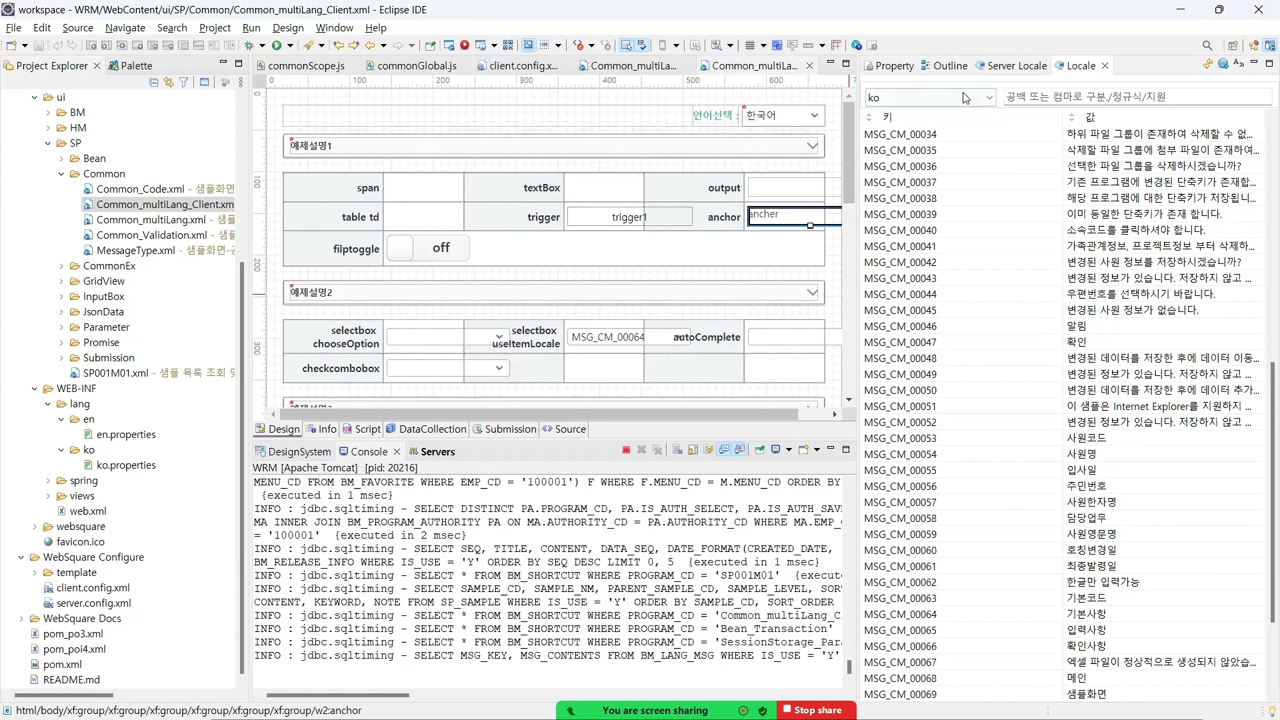 workspace - WRM/WebContent/ui/SP/Common/Common_multiLang_Client.xml - Eclipse IDE
File Edit Source Navigate Search Project Run Design Window Help
Project Explorer Palette
ui
BM
HM
SP
Bean
Common
Common_Code.xml - 샘플화면
Common_multiLang_Client.xm
Common_multiLang.xml - 샘플
Common_Validation.xml - 샘플
MessageType.xml - 샘플화면-공
CommonEx
GridView
InputBox
JsonData
Parameter
Promise
Submission
SP001M01.xml - 샘플 목록 조회 및
WEB-INF
lang
en
en.properties
ko
ko.properties
spring
views
web.xml
websquare
favicon.ico
WebSquare Configure
template
client.config.xml
server.config.xml
WebSquare Docs
pom_po3.xml
pom_poi4.xml
pom.xml
README.md
commonScope.js commonGlobal.js client.config.x... Common_multiLa... Common_multiLa...
0 100 200 300 400 500 600 7
0
100
200
300
언어선택 : 한국어
예제설명1
span textBox output
table td trigger trigger1 anchor ancher
filptoggle off
예제설명2
selectbox chooseOption selectbox useItemLocale MSG_CM_00064 autoComplete
checkcombobox
Design Info Script DataCollection Submission Source
DesignSystem Console Servers
WRM [Apache Tomcat] [pid: 20216]
MENU_CD FROM BM_FAVORITE WHERE EMP_CD = '100001') F WHERE F.MENU_CD = M.MENU_CD ORDER BY
{executed in 1 msec}
INFO : jdbc.sqltiming - SELECT DISTINCT PA.PROGRAM_CD, PA.IS_AUTH_SELECT, PA.IS_AUTH_SAV
MA INNER JOIN BM_PROGRAM_AUTHORITY PA ON MA.AUTHORITY_CD = PA.AUTHORITY_CD WHERE MA.EMP_
= '100001' {executed in 2 msec}
INFO : jdbc.sqltiming - SELECT SEQ, TITLE, CONTENT, DATA_SEQ, DATE_FORMAT(CREATED_DATE,
BM_RELEASE_INFO WHERE IS_USE = 'Y' ORDER BY SEQ DESC LIMIT 0, 5 {executed in 1 msec}
INFO : jdbc.sqltiming - SELECT * FROM BM_SHORTCUT WHERE PROGRAM_CD = 'SP001M01' {execute
INFO : jdbc.sqltiming - SELECT SAMPLE_CD, SAMPLE_NM, PARENT_SAMPLE_CD, SAMPLE_LEVEL, SORT
CONTENT, KEYWORD, NOTE FROM SP_SAMPLE WHERE IS_USE = 'Y' ORDER BY SAMPLE_CD, SORT_ORDER
INFO : jdbc.sqltiming - SELECT * FROM BM_SHORTCUT WHERE PROGRAM_CD = 'Common_multiLang_Cl
INFO : jdbc.sqltiming - SELECT * FROM BM_SHORTCUT WHERE PROGRAM_CD = 'Bean_Transaction'
INFO : jdbc.sqltiming - SELECT * FROM BM_SHORTCUT WHERE PROGRAM_CD = 'SessionStorage_Para
INFO : jdbc.sqltiming - SELECT MSG_KEY, MSG_CONTENTS FROM BM_LANG_MSG WHERE IS_USE = 'Y'
Property Outline Server Locale Locale
ko 공백 또는 컴마로 구분./정규식/지원
키 값
MSG_CM_00034 하위 파일 그룹이 존재하여 삭제할 수 없...
MSG_CM_00035 삭제할 파일 그룹에 첨부 파일이 존재하여...
MSG_CM_00036 선택한 파일 그룹을 삭제하시겠습니까?
MSG_CM_00037 기존 프로그램에 변경된 단축키가 존재합...
MSG_CM_00038 해당 프로그램에 대한 단축키가 저장됩니...
MSG_CM_00039 이미 동일한 단축키가 존재 합니다.
MSG_CM_00040 소속코드를 클릭하셔야 합니다.
MSG_CM_00041 가족관계정보, 프로젝트정보 부터 삭제하...
MSG_CM_00042 변경된 사원 정보를 저장하시겠습니까?
MSG_CM_00043 변경된 정보가 있습니다. 저장하지 않고 ...
MSG_CM_00044 우편번호를 선택하시기 바랍니다.
MSG_CM_00045 변경된 사원 정보가 없습니다.
MSG_CM_00046 알림
MSG_CM_00047 확인
MSG_CM_00048 변경된 데이터를 저장한 후에 데이터 이동...
MSG_CM_00049 변경된 정보가 있습니다. 저장하지 않고 ...
MSG_CM_00050 변경된 데이터를 저장한 후에 데이터 추가...
MSG_CM_00051 이 샘플은 Internet Explorer를 지원하지 ...
MSG_CM_00052 변경된 정보가 있습니다. 저장하지 않고 ...
MSG_CM_00053 사원코드
MSG_CM_00054 사원명
MSG_CM_00055 입사일
MSG_CM_00056 주민번호
MSG_CM_00057 사원한자명
MSG_CM_00058 담당업무
MSG_CM_00059 사원영문명
MSG_CM_00060 호칭변경일
MSG_CM_00061 최종발령일
MSG_CM_00062 한글만 입력가능
MSG_CM_00063 기본코드
MSG_CM_00064 기본사항
MSG_CM_00065 입력사항
MSG_CM_00066 확인사항
MSG_CM_00067 엑셀 파일이 정상적으로 생성되지 않았습...
MSG_CM_00068 메인
MSG_CM_00069 샘플화면
html/body/xf:group/xf:group/xf:group/xf:group/xf:group/w2:anchor
You are screen sharing Stop share